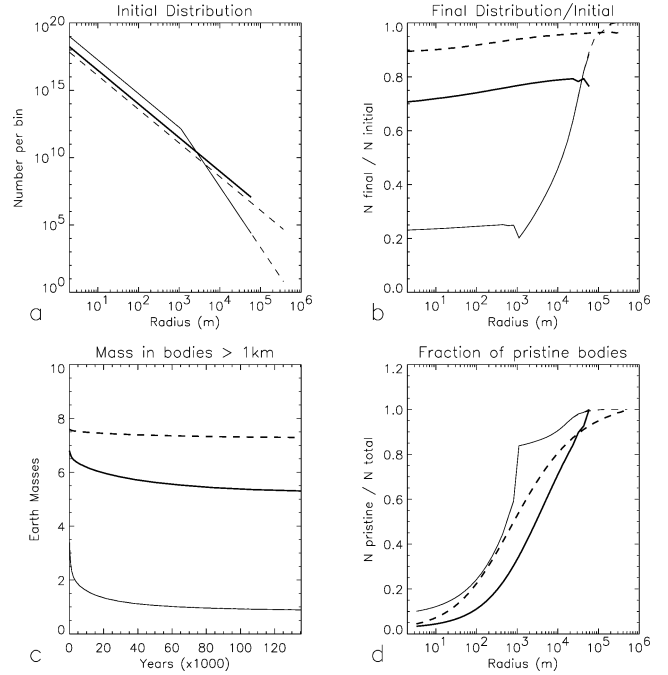 Initial Distribution
Number per bin
10^20
10^15
10^10
10^5
10^0
10^1 10^2 10^3 10^4 10^5 10^6
Radius (m)
a
Final Distribution/Initial
N final / N initial
1.0
0.8
0.6
0.4
0.2
0.0
10^1 10^2 10^3 10^4 10^5 10^6
Radius (m)
b
Mass in bodies > 1km
Earth Masses
10
8
6
4
2
0
0 20 40 60 80 100 120
Years (x1000)
c
Fraction of pristine bodies
N pristine / N total
1.2
1.0
0.8
0.6
0.4
0.2
0.0
10^1 10^2 10^3 10^4 10^5 10^6
Radius (m)
d